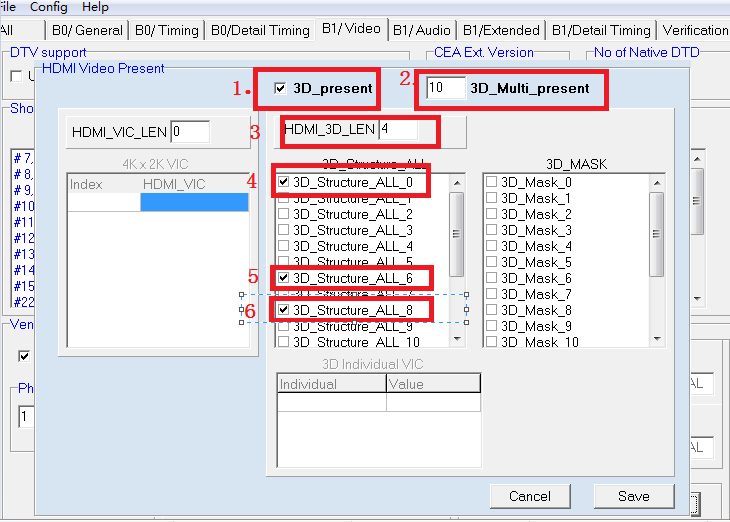 File Config Help
All B0/ General B0/ Timing B0/Detail Timing B1/ Video B1/ Audio B1/Extended B1/Detail Timing Verification
DTV support CEA Ext. Version No of Native DTD
HDMI Video Present
1. 3D_present 2. 10 3D_Multi_present
HDMI_VIC_LEN 0 3 HDMI_3D_LEN 4
4K x 2K VIC 3D_Structure_ALL 3D_MASK
Index HDMI_VIC
4 3D_Structure_ALL_0 3D_Mask_0
3D_Structure_ALL_1 3D_Mask_1
3D_Structure_ALL_2 3D_Mask_2
3D_Structure_ALL_3 3D_Mask_3
3D_Structure_ALL_4 3D_Mask_4
3D_Structure_ALL_5 3D_Mask_5
5 3D_Structure_ALL_6 3D_Mask_6
3D_Structure_ALL_7 3D_Mask_7
6 3D_Structure_ALL_8 3D_Mask_8
3D_Structure_ALL_9 3D_Mask_9
3D_Structure_ALL_10 3D_Mask_10
Sho
# 7,
# 8,
# 9,
#10
#11
#12
#13
#14
#15
#22
Ven
Ph
1
3D Individual VIC
Individual Value
AL
AL
Cancel Save